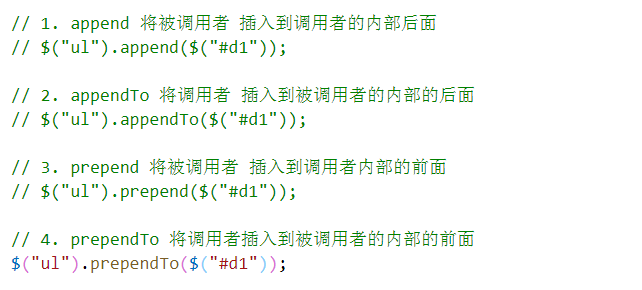 // 1. append 将被调用者 插入到调用者的内部后面
// $("ul").append($("#d1"));
// 2. appendTo 将调用者 插入到被调用者的内部的后面
// $("ul").appendTo($("#d1"));
// 3. prepend 将被调用者 插入到调用者内部的前面
// $("ul").prepend($("#d1"));
// 4. prependTo 将调用者插入到被调用者的内部的前面
$("ul").prependTo($("#d1"));